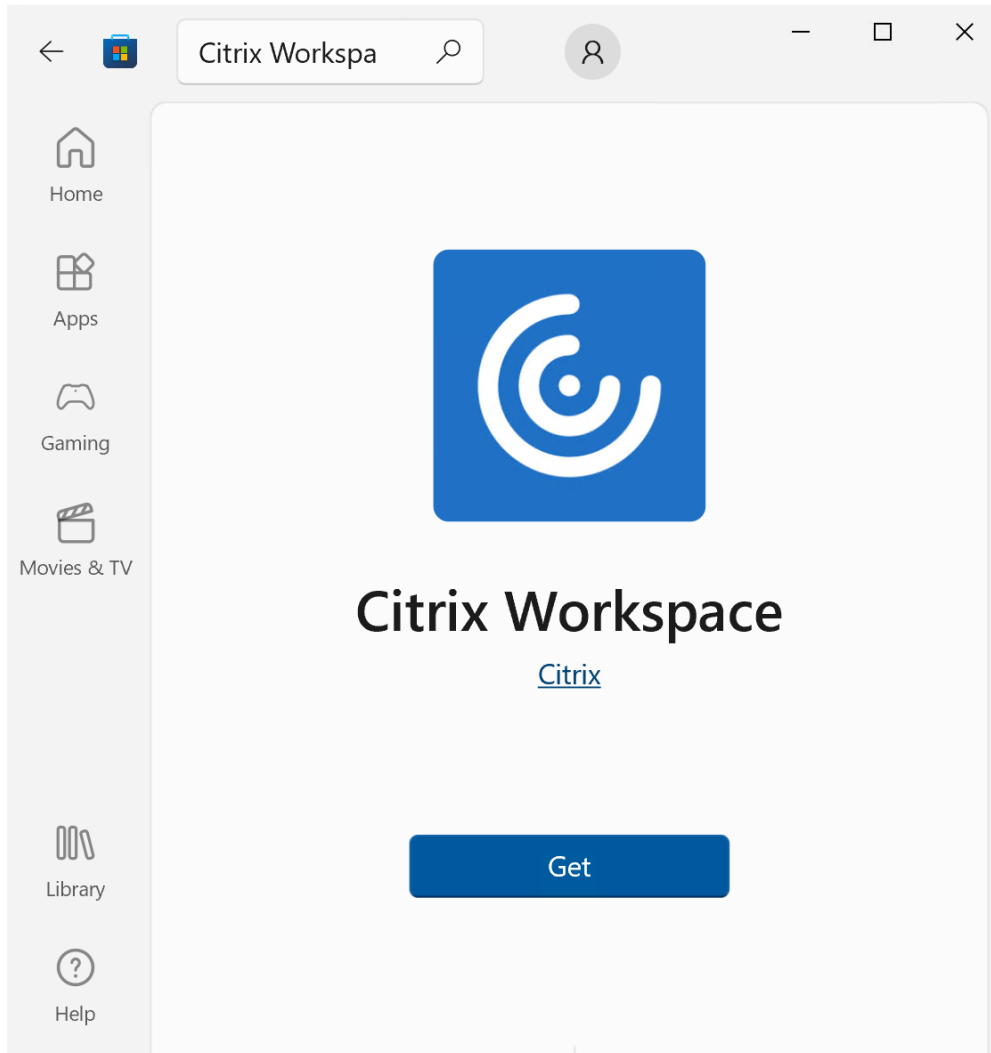 Citrix Workspa
Home
Apps
Gaming
Movies & TV
Citrix Workspace
Citrix
Get
Library
Help